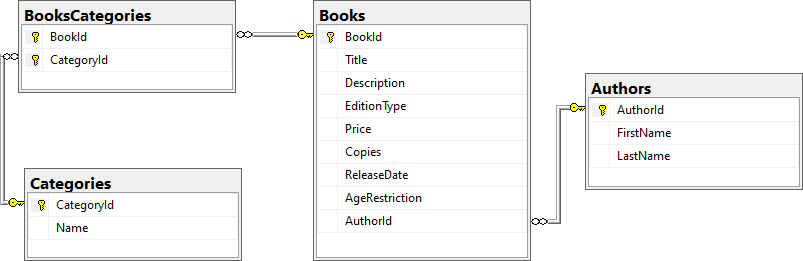 BooksCategories
BookId
CategoryId
Categories
CategoryId
Name
Books
BookId
Title
Description
EditionType
Price
Copies
ReleaseDate
AgeRestriction
AuthorId
Authors
AuthorId
FirstName
LastName